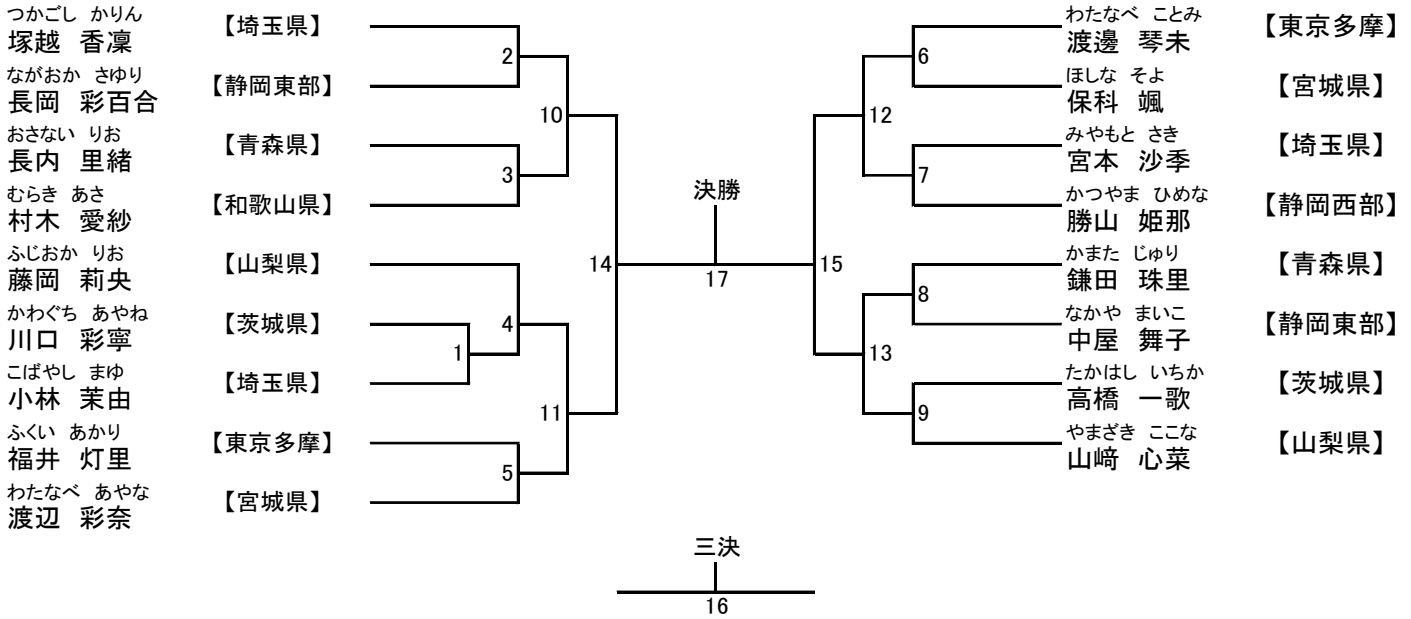 つかごし かりん
塚越 香凜 【埼玉県】
ながおか さゆり
長岡 彩百合 【静岡東部】
おさない りお
長内 里緒 【青森県】
むらき あさ
村木 愛紗 【和歌山県】
ふじおか りお
藤岡 莉央 【山梨県】
かわぐち あやね
川口 彩寧 【茨城県】
こばやし まゆ
小林 茉由 【埼玉県】
ふくい あかり
福井 灯里 【東京多摩】
わたなべ あやな
渡辺 彩奈 【宮城県】
2
10
3
14
4
1
11
5
決勝
17
6
12
7
15
8
13
9
わたなべ ことみ
渡邊 琴未 【東京多摩】
ほしな そよ
保科 颯 【宮城県】
みやもと さき
宮本 沙季 【埼玉県】
かつやま ひめな
勝山 姫那 【静岡西部】
かまた じゅり
鎌田 珠里 【青森県】
なかや まいこ
中屋 舞子 【静岡東部】
たかはし いちか
高橋 一歌 【茨城県】
やまざき ここな
山﨑 心菜 【山梨県】
三決
16